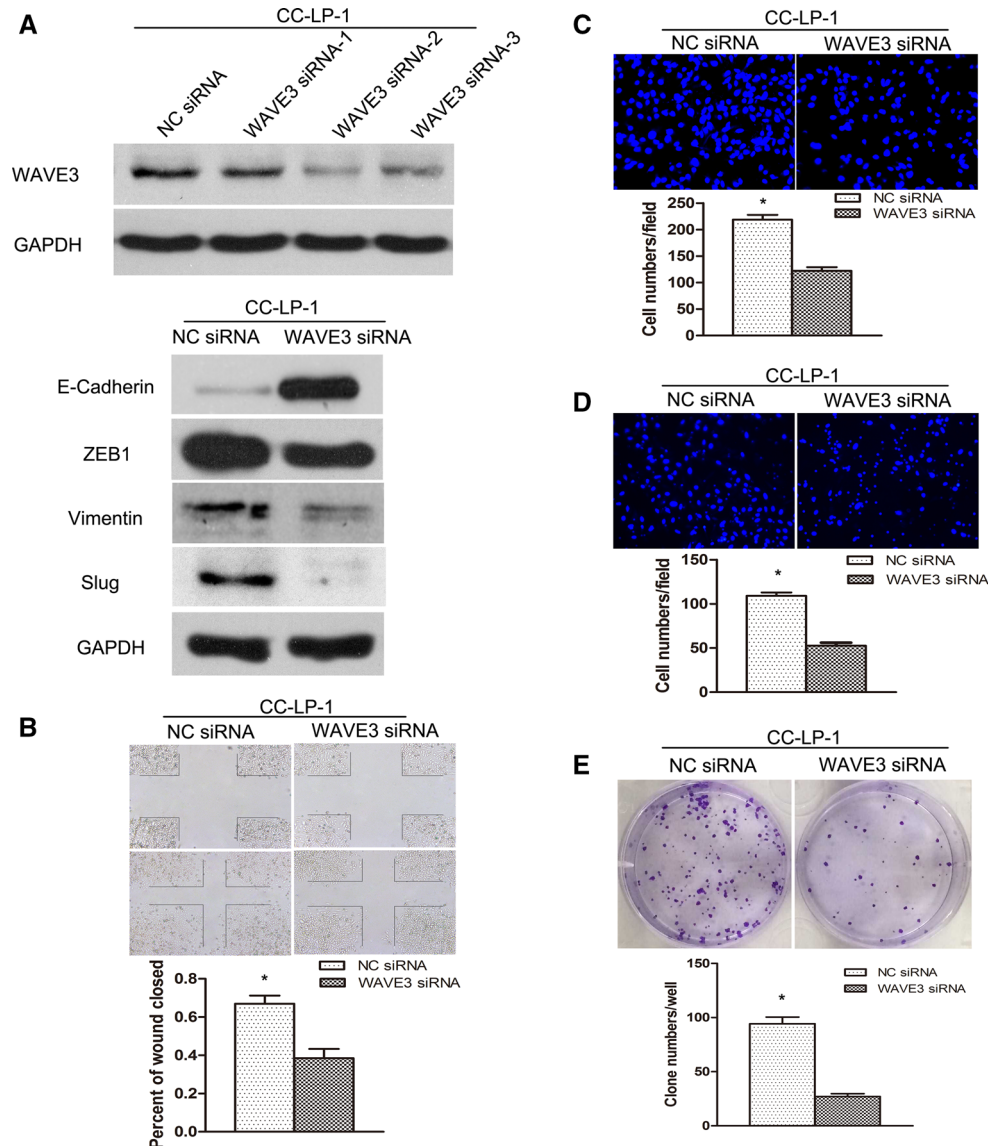 A
CC-LP-1
NC siRNA
WAVE3 siRNA-1
WAVE3 siRNA-2
WAVE3 siRNA-3
WAVE3
GAPDH
CC-LP-1
NC siRNA
WAVE3 siRNA
E-Cadherin
ZEB1
Vimentin
Slug
GAPDH
B
CC-LP-1
NC siRNA
WAVE3 siRNA
NC siRNA
WAVE3 siRNA
Percent of wound closed
0.8
0.6
0.4
0.2
0.0
*
C
CC-LP-1
NC siRNA
WAVE3 siRNA
NC siRNA
WAVE3 siRNA
Cell numbers/field
250
200
150
100
50
0
*
D
CC-LP-1
NC siRNA
WAVE3 siRNA
NC siRNA
WAVE3 siRNA
Cell numbers/field
150
100
50
0
*
E
CC-LP-1
NC siRNA
WAVE3 siRNA
NC siRNA
WAVE3 siRNA
Clone numbers/well
150
100
50
0
*